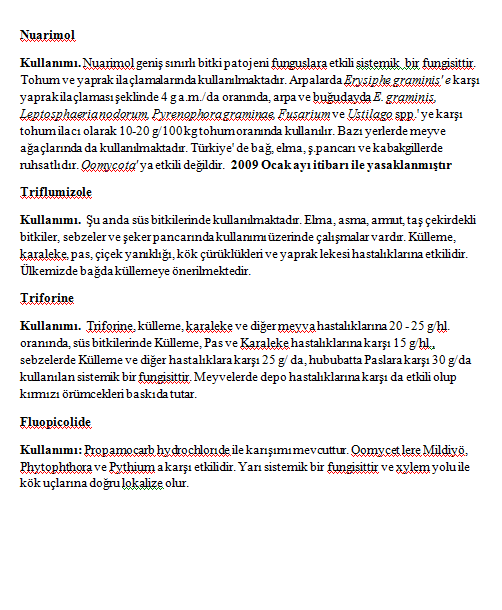 Nuarimol
Kullanımı. Nuarimol geniş sınırlı bitki patojeni funguslara etkili sistemik bir fungisittir.
Tohum ve yaprak ilaçlamalarında kullanılmaktadır. Arpalarda Erysiphe graminis' e karşı
yaprak ilaçlaması şeklinde 4 g a.m./da oranında, arpa ve buğudayda E. graminis,
Leptosphaeria nodorum, Pyrenophora graminae, Fusarium ve Ustilago spp.' ye karşı
tohum ilacı olarak 10-20 g/100 kg tohum oranında kullanılır. Bazı yerlerde meyve
ağaçlarında da kullanılmaktadır. Türkiye' de bağ, elma, ş.pancarı ve kabakgillerde
ruhsatlıdır. Oomycota' ya etkili değildir. 2009 Ocak ayı itibarı ile yasaklanmıştır
Triflumizole
Kullanımı. Şu anda süs bitkilerinde kullanılmaktadır. Elma, asma, armut, taş çekirdekli
bitkiler, sebzeler ve şeker pancarında kullanımı üzerinde çalışmalar vardır. Külleme,
karaleke, pas, çiçek yanıklığı, kök çürüklükleri ve yaprak lekesi hastalıklarına etkilidir.
Ülkemizde bağda küllemeye önerilmektedir.
Triforine
Kullanımı. Triforine, külleme, karaleke ve diğer meyva hastalıklarına 20 - 25 g/hl.
oranında, süs bitkilerinde Külleme, Pas ve Karaleke hastalıklarına karşı 15 g/hl.,
sebzelerde Külleme ve diğer hastalıklara karşı 25 g/ da, hububatta Paslara karşı 30 g/da
kullanılan sistemik bir fungisittir. Meyvelerde depo hastalıklarına karşı da etkili olup
kırmızı örümcekleri baskıda tutar.
Fluopicolide
Kullanımı: Propamocarb hydrochloride ile karışımı mevcuttur. Oomycet lere Mildiyö,
Phytophthora ve Pythium a karşı etkilidir. Yarı sistemik bir fungisittir ve xylem yolu ile
kök uçlarına doğru lokalize olur.